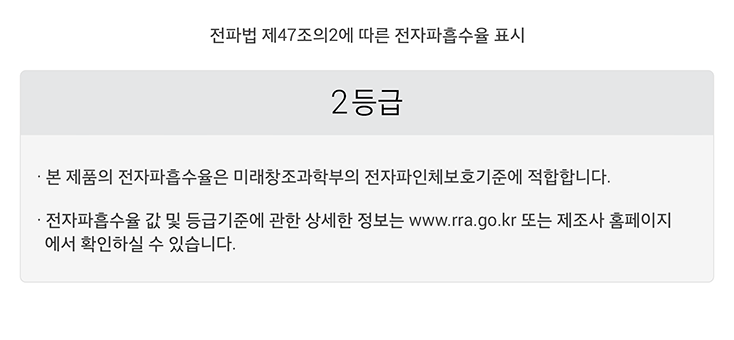 전파법 제47조의2에 따른 전자파흡수율 표시
2등급
· 본 제품의 전자파흡수율은 미래창조과학부의 전자파인체보호기준에 적합합니다.
· 전자파흡수율 값 및 등급기준에 관한 상세한 정보는 www.rra.go.kr 또는 제조사 홈페이지
에서 확인하실 수 있습니다.